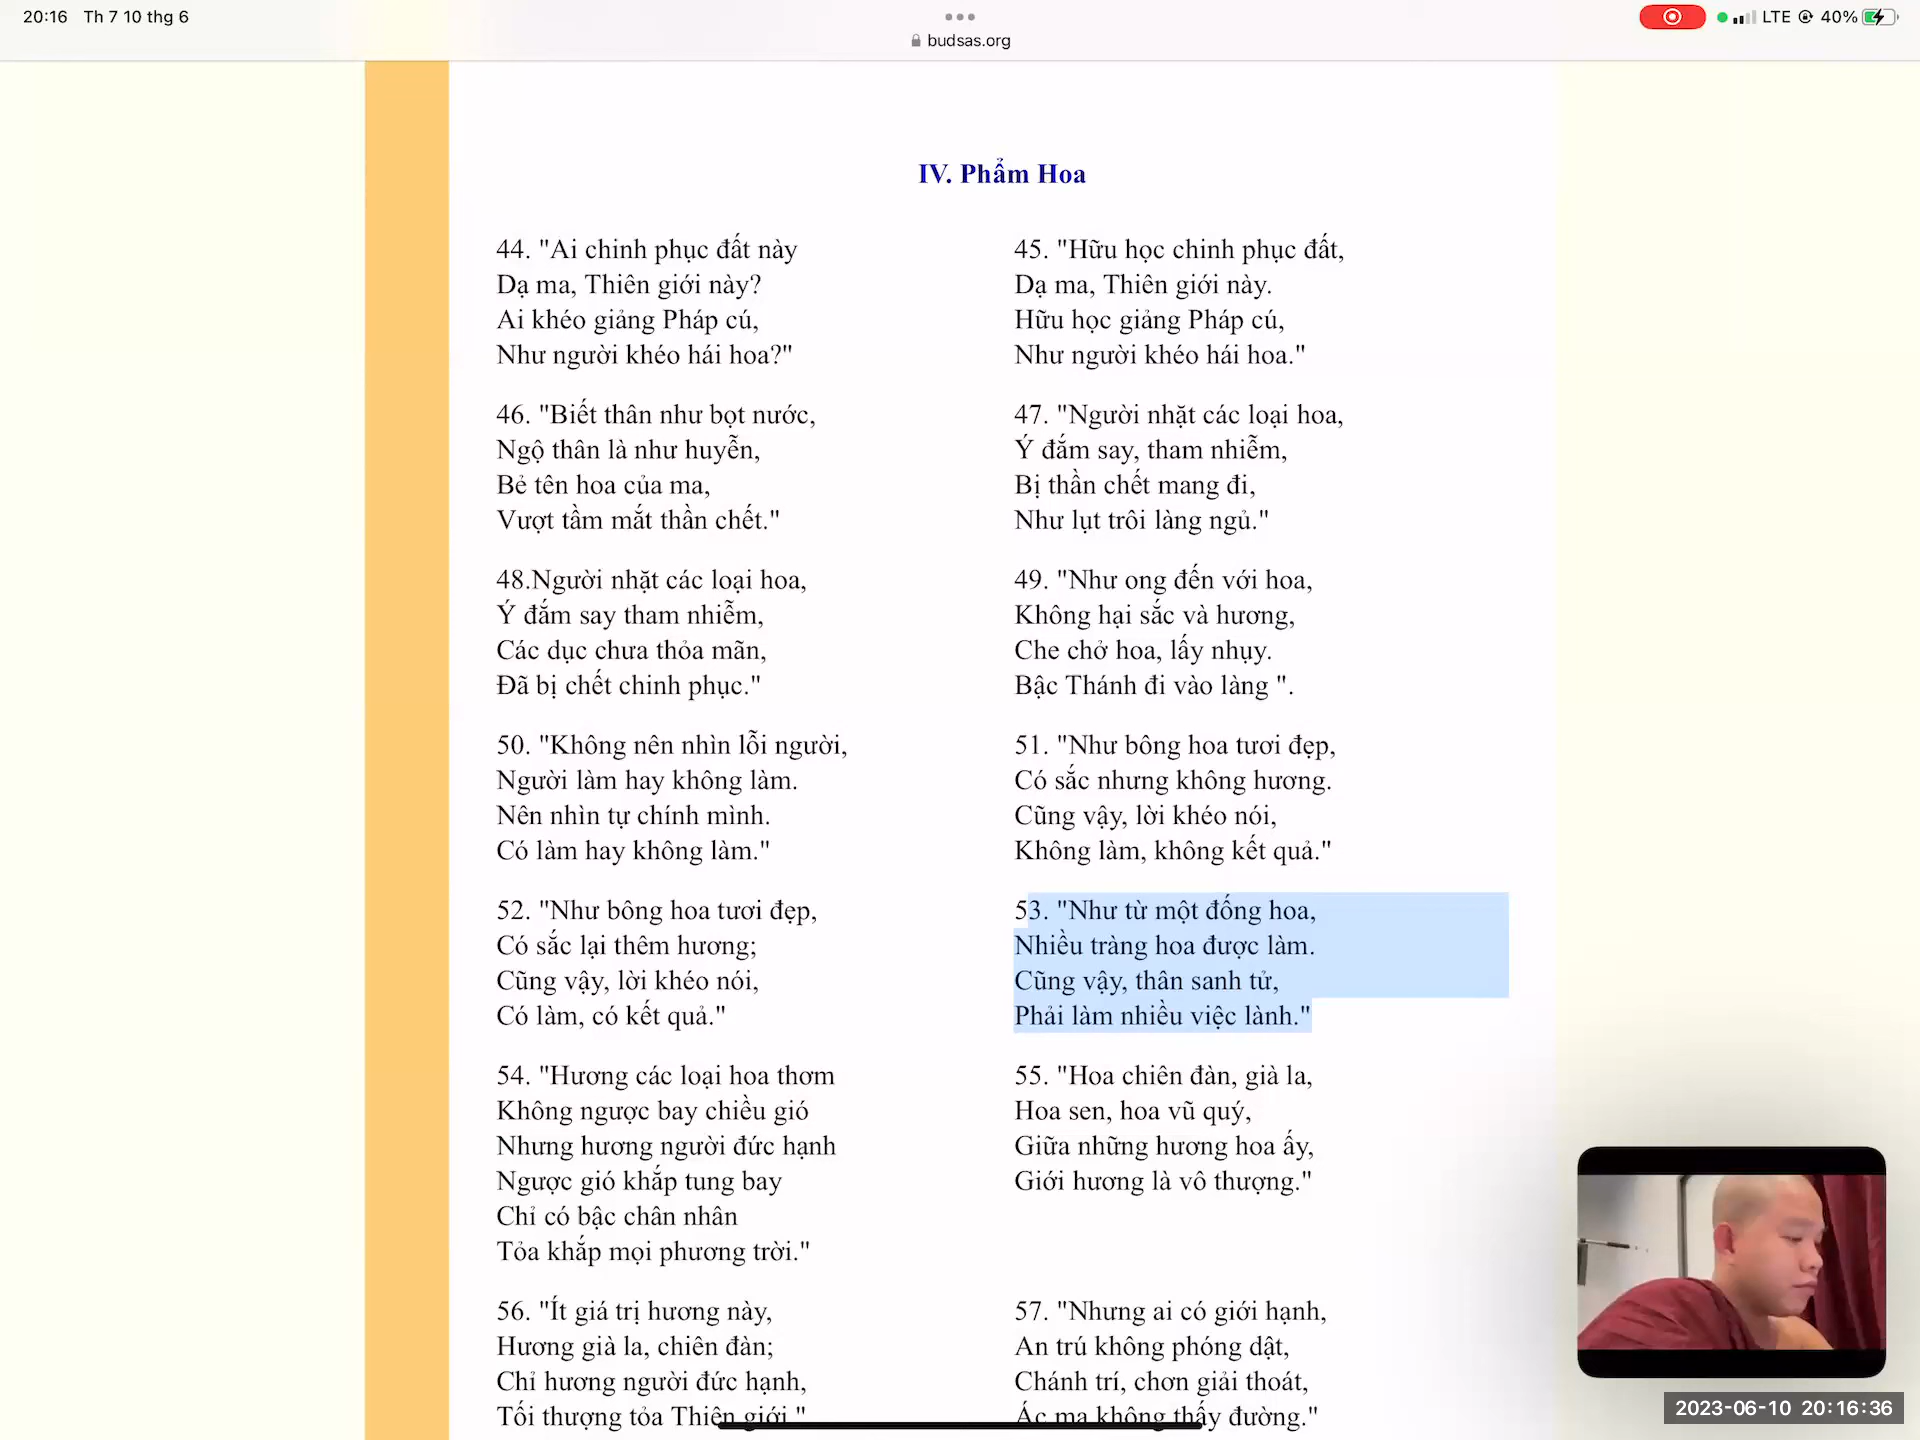 20:16 Th 7 10 thg 6
LTE 40%
budsas.org
IV. Phẩm Hoa
44. "Ai chinh phục đất này
Dạ ma, Thiên giới này?
Ai khéo giảng Pháp cú,
Như người khéo hái hoa?"
45. "Hữu học chinh phục đất,
Dạ ma, Thiên giới này.
Hữu học giảng Pháp cú,
Như người khéo hái hoa."
46. "Biết thân như bọt nước,
Ngộ thân là như huyễn,
Bẻ tên hoa của ma,
Vượt tầm mắt thần chết."
47. "Người nhặt các loại hoa,
Ý đắm say, tham nhiễm,
Bị thần chết mang đi,
Như lụt trôi làng ngủ."
48.Người nhặt các loại hoa,
Ý đắm say tham nhiễm,
Các dục chưa thỏa mãn,
Đã bị chết chinh phục."
49. "Như ong đến với hoa,
Không hại sắc và hương,
Che chở hoa, lấy nhụy.
Bậc Thánh đi vào làng ".
50. "Không nên nhìn lỗi người,
Người làm hay không làm.
Nên nhìn tự chính mình.
Có làm hay không làm."
51. "Như bông hoa tươi đẹp,
Có sắc nhưng không hương.
Cũng vậy, lời khéo nói,
Không làm, không kết quả."
52. "Như bông hoa tươi đẹp,
Có sắc lại thêm hương;
Cũng vậy, lời khéo nói,
Có làm, có kết quả."
53. "Như từ một đống hoa,
Nhiều tràng hoa được làm.
Cũng vậy, thân sanh tử,
Phải làm nhiều việc lành."
54. "Hương các loại hoa thơm
Không ngược bay chiều gió
Nhưng hương người đức hạnh
Ngược gió khắp tung bay
Chỉ có bậc chân nhân
Tỏa khắp mọi phương trời."
55. "Hoa chiên đàn, già la,
Hoa sen, hoa vũ quý,
Giữa những hương hoa ấy,
Giới hương là vô thượng."
56. "Ít giá trị hương này,
Hương già la, chiên đàn;
Chỉ hương người đức hạnh,
Tối thượng tỏa Thiên giới."
57. "Nhưng ai có giới hạnh,
An trú không phóng dật,
Chánh trí, chơn giải thoát,
Ác ma không thấy đường."
2023-06-10 20:16:36